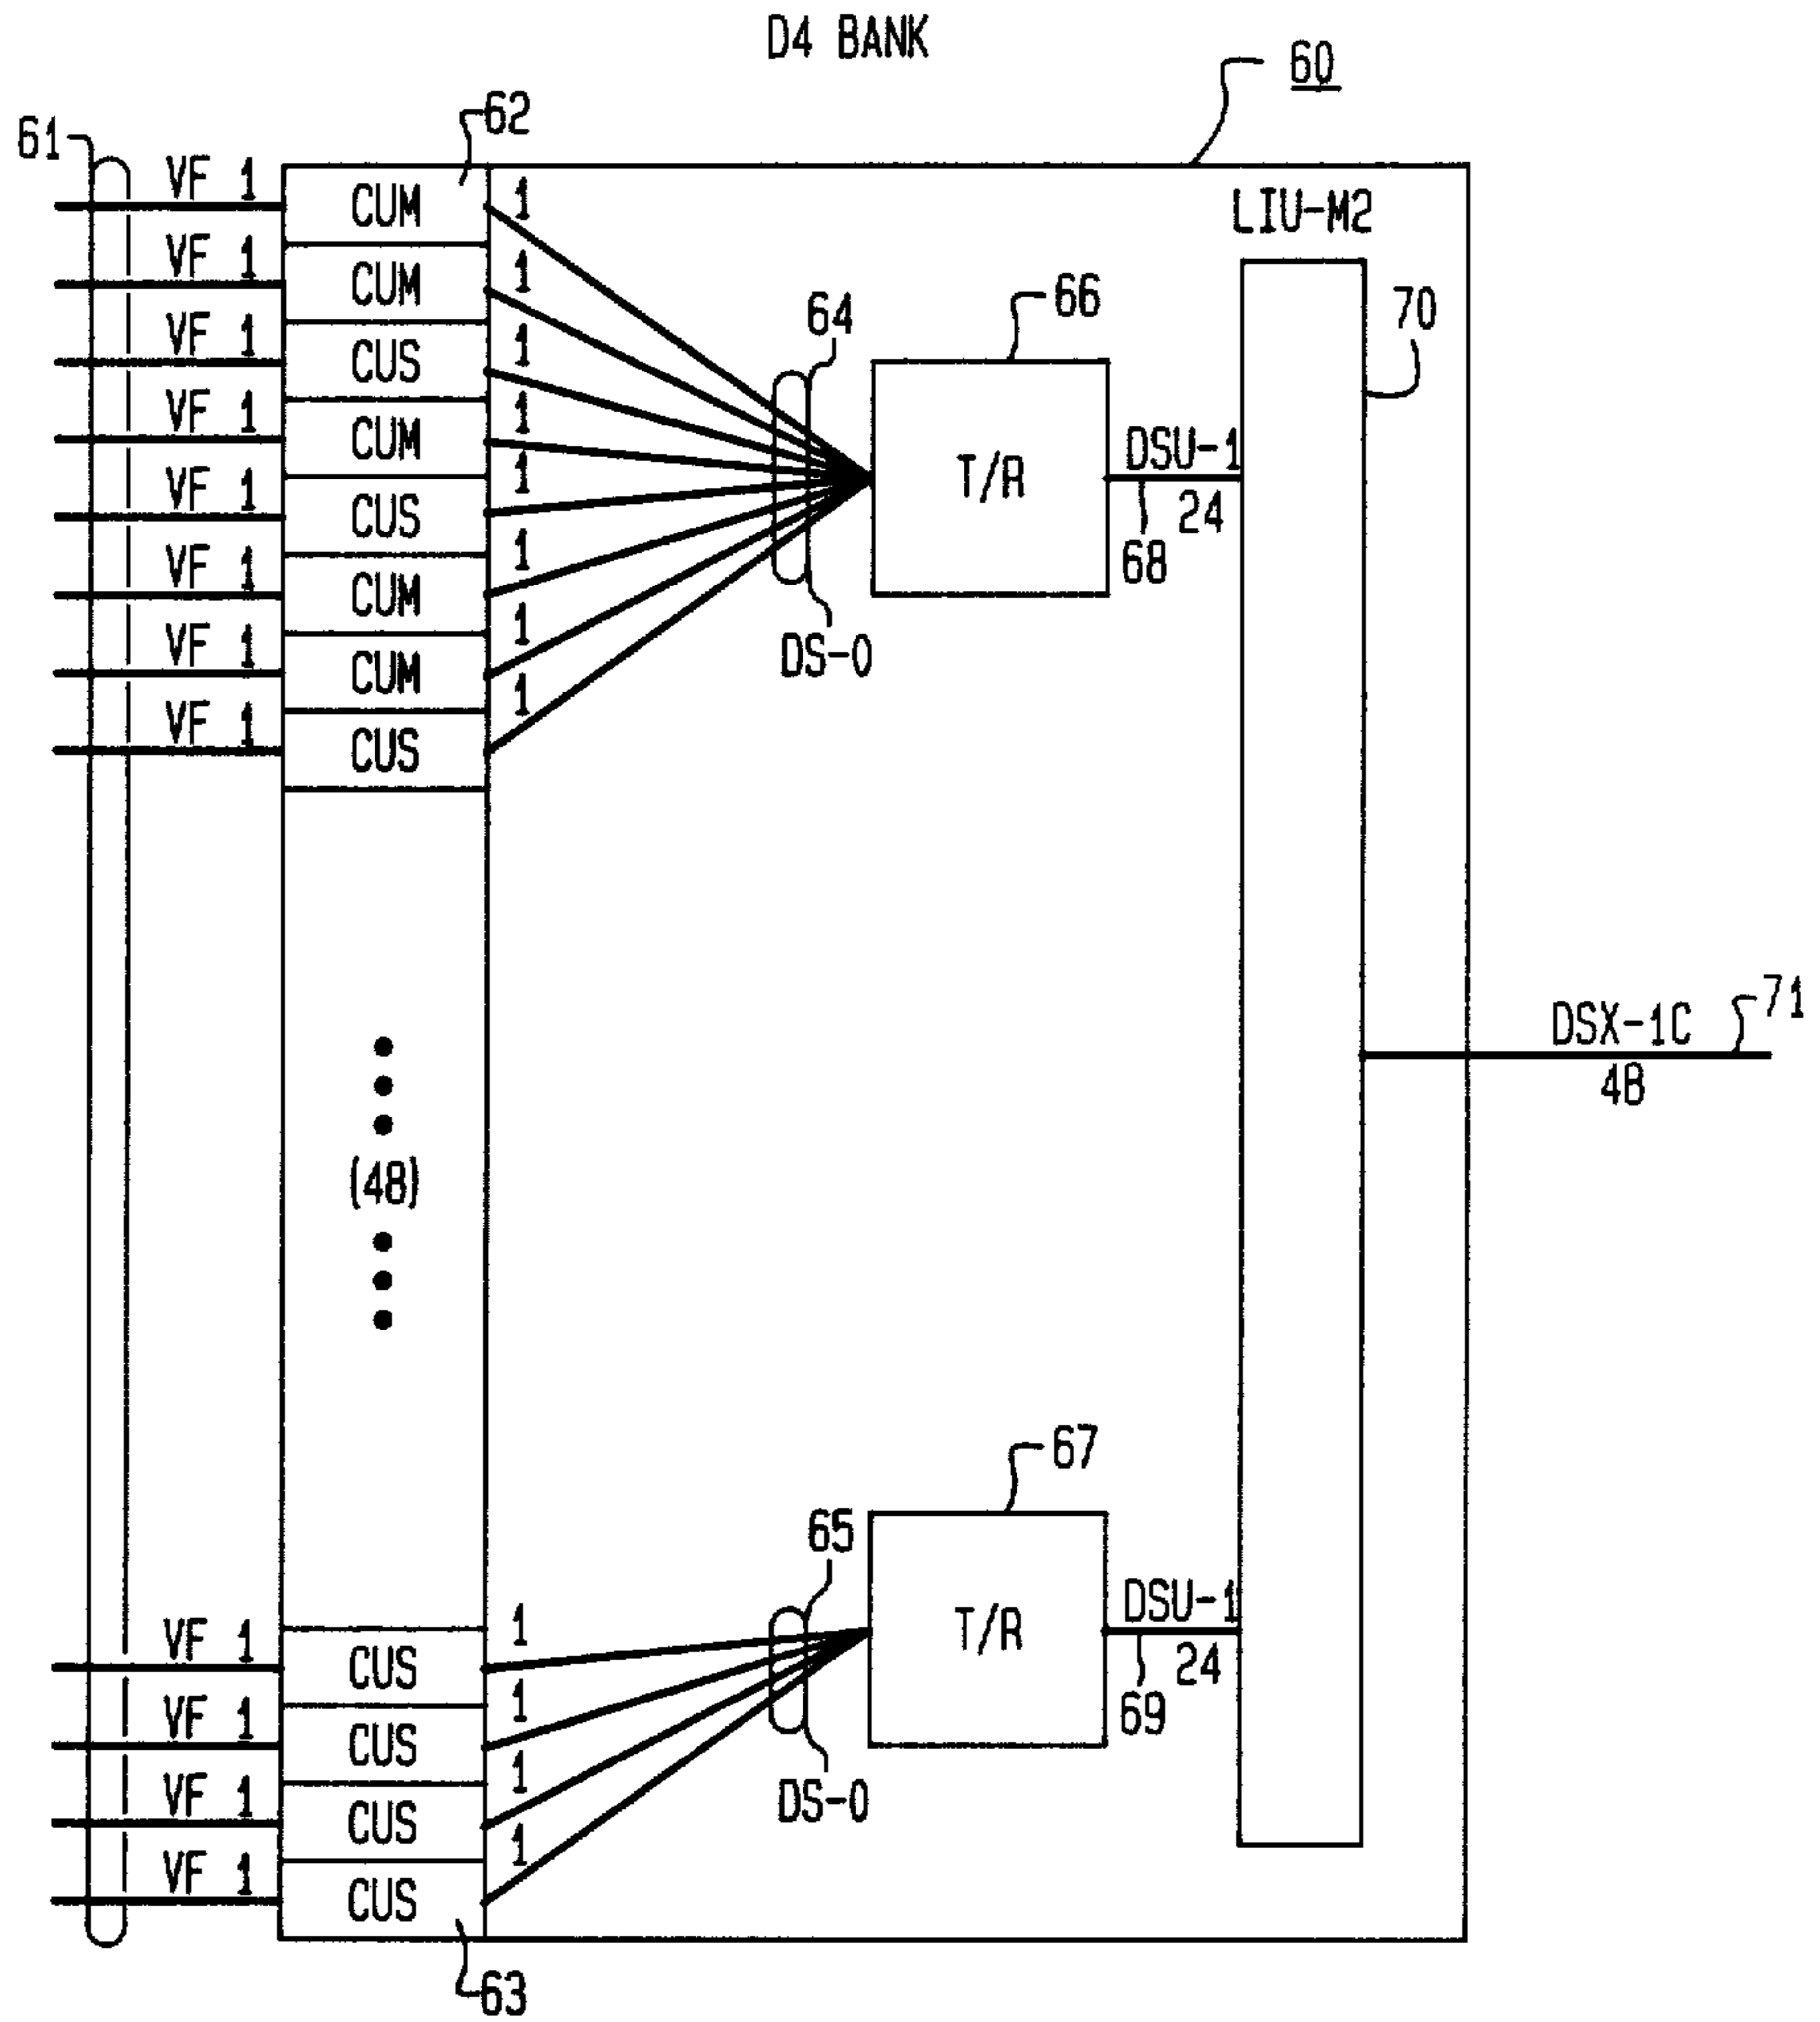 D4 BANK
60
62
61
VF 1
CUM
1
LIU-M2
VF 1
CUM
1
66
70
64
VF 1
CUS
1
VF 1
CUM
1
DSU-1
T/R
VF 1
CUS
1
24
68
VF 1
CUM
1
DS-0
VF 1
CUM
1
VF 1
CUS
1
71
DSX-1C
48
(48)
67
65
DSU-1
VF 1
CUS
1
T/R
24
69
VF 1
CUS
1
DS-0
VF 1
CUS
1
VF 1
CUS
1
63